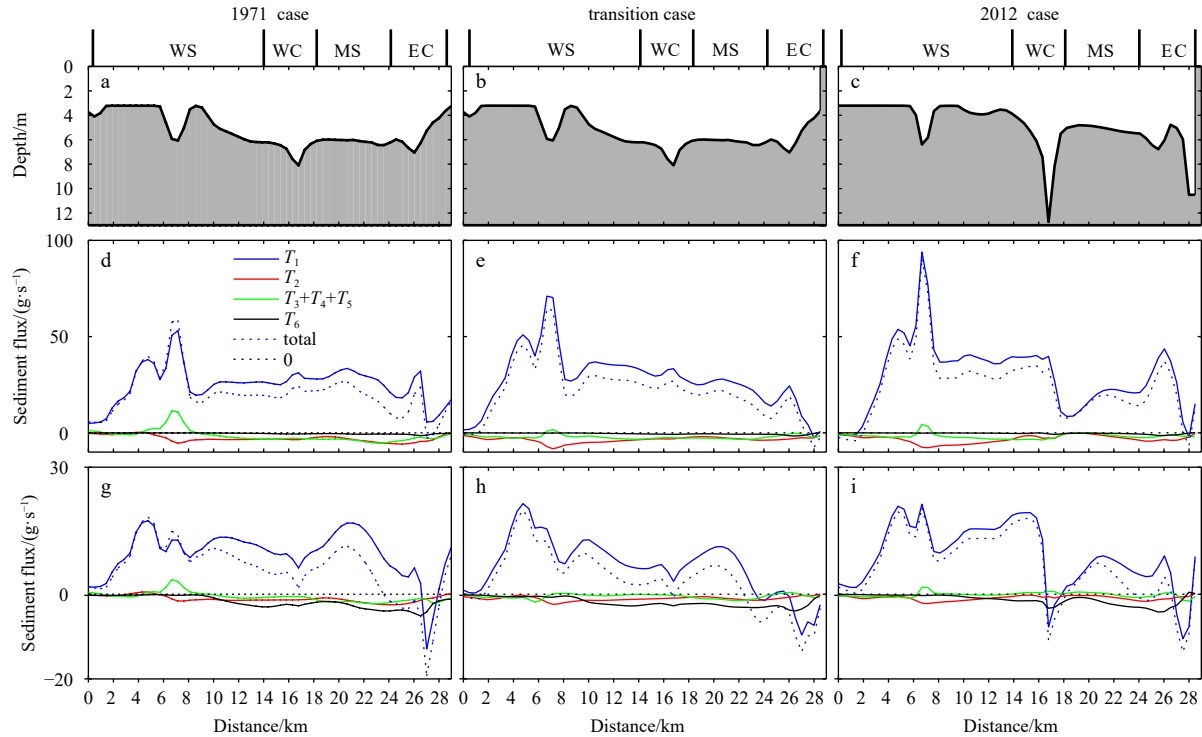 1971 case transition case 2012 case
WS WC MS EC WS WC MS EC WS WC MS EC
a b c
0
2
4
6
8
10
12
Depth/m
d e f
100
50
0
Sediment flux/(g·s⁻¹)
T₁
T₂
T₃+T₄+T₅
T₆
total
0
g h i
30
0
−20
Sediment flux/(g·s⁻¹)
0 2 4 6 8 10 12 14 16 18 20 22 24 26 28 0 2 4 6 8 10 12 14 16 18 20 22 24 26 28 0 2 4 6 8 10 12 14 16 18 20 22 24 26 28
Distance/km Distance/km Distance/km